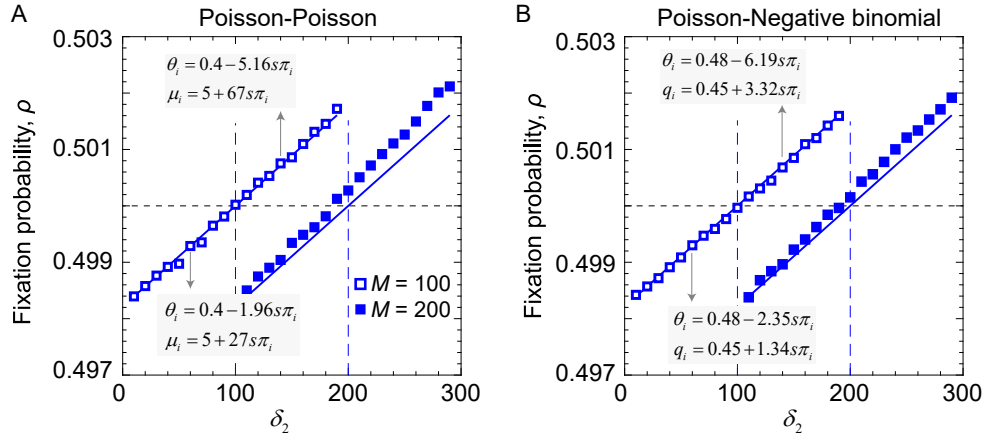 A
Poisson-Poisson
Fixation probability, ρ
0.503
0.501
0.499
0.497
θᵢ = 0.4 − 5.16sπᵢ
μᵢ = 5 + 67sπᵢ
θᵢ = 0.4 − 1.96sπᵢ
μᵢ = 5 + 27sπᵢ
M = 100
M = 200
0
100
200
300
δ₂
B
Poisson-Negative binomial
Fixation probability, ρ
0.503
0.501
0.499
0.497
θᵢ = 0.48 − 6.19sπᵢ
qᵢ = 0.45 + 3.32sπᵢ
θᵢ = 0.48 − 2.35sπᵢ
qᵢ = 0.45 + 1.34sπᵢ
0
100
200
300
δ₂